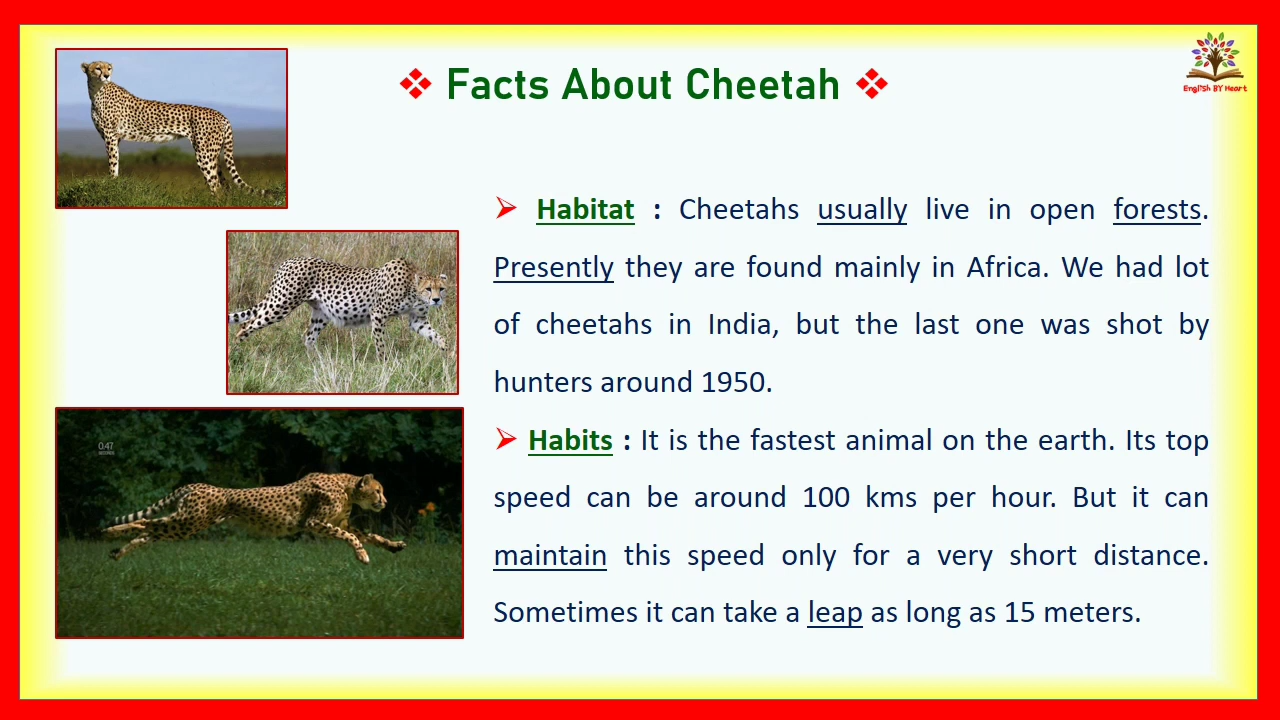 ❖ Facts About Cheetah ❖
English BY Heart
➢ Habitat : Cheetahs usually live in open forests.
Presently they are found mainly in Africa. We had lot
of cheetahs in India, but the last one was shot by
hunters around 1950.
➢ Habits : It is the fastest animal on the earth. Its top
speed can be around 100 kms per hour. But it can
maintain this speed only for a very short distance.
Sometimes it can take a leap as long as 15 meters.
0.47